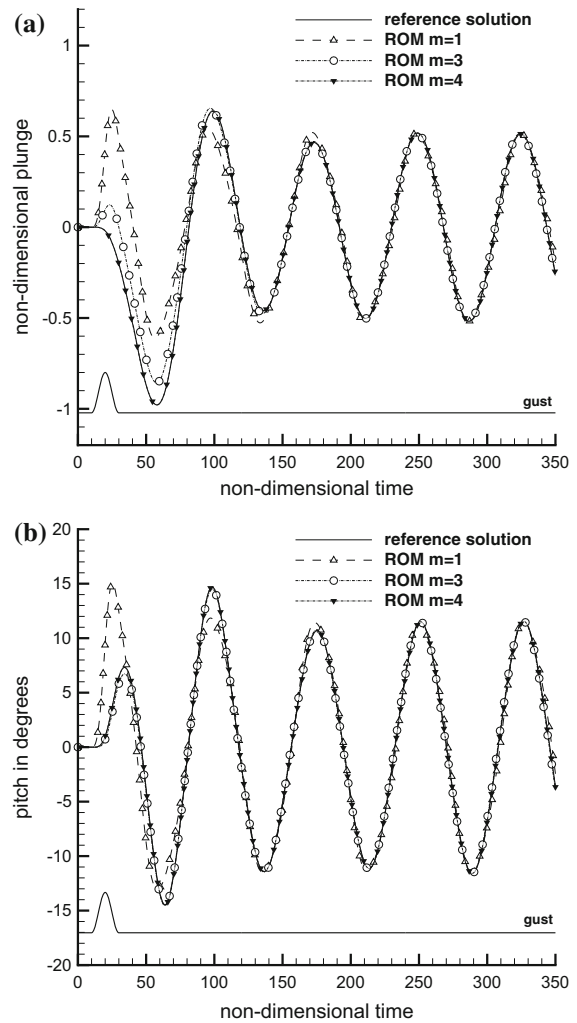 (a)
reference solution
ROM m=1
ROM m=3
ROM m=4
non-dimensional plunge
1
0.5
0
-0.5
-1
gust
0 50 100 150 200 250 300 350
non-dimensional time
(b)
reference solution
ROM m=1
ROM m=3
ROM m=4
pitch in degrees
20
15
10
5
0
-5
-10
-15
-20
gust
0 50 100 150 200 250 300 350
non-dimensional time